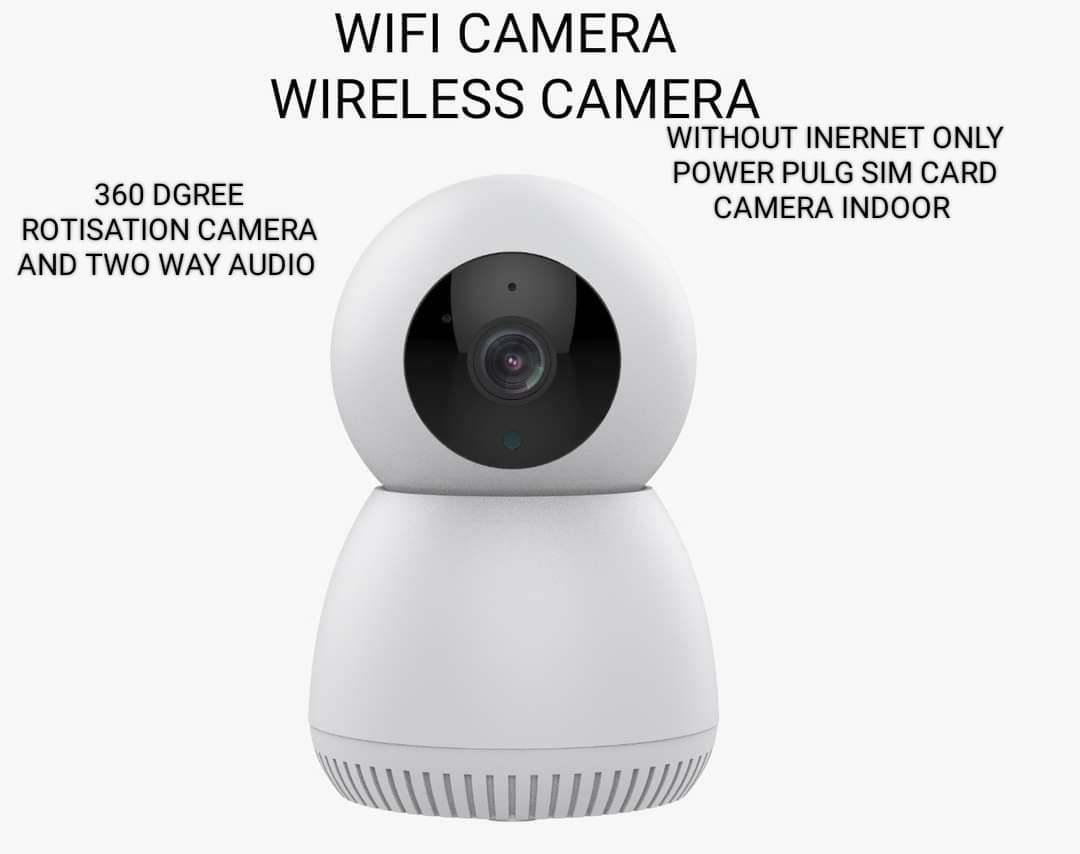 WIFI CAMERA
WIRELESS CAMERA
WITHOUT INERNET ONLY
POWER PULG SIM CARD
CAMERA INDOOR
360 DGREE
ROTISATION CAMERA
AND TWO WAY AUDIO